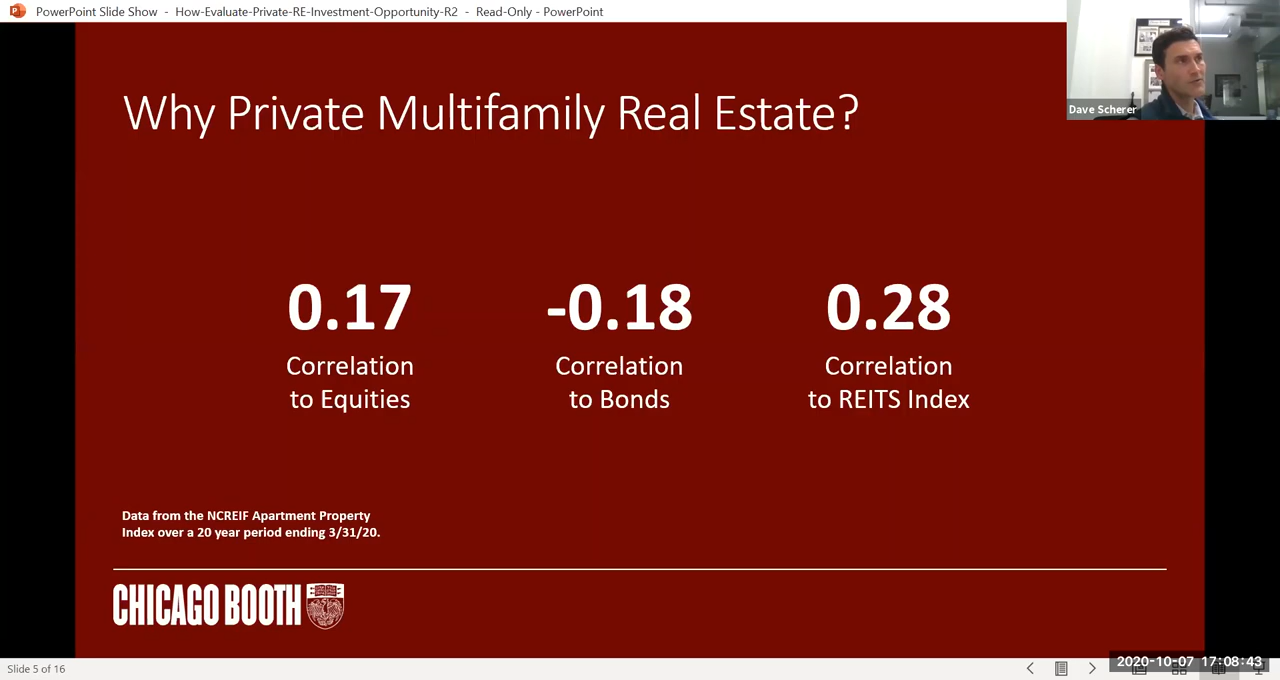 PowerPoint Slide Show - How-Evaluate-Private-RE-Investment-Opportunity-R2 - Read-Only - PowerPoint
Dave Scherer
Why Private Multifamily Real Estate?
0.17
Correlation
to Equities
-0.18
Correlation
to Bonds
0.28
Correlation
to REITS Index
Data from the NCREIF Apartment Property
Index over a 20 year period ending 3/31/20.
CHICAGO BOOTH
Slide 5 of 16
2020-10-07 17:08:43